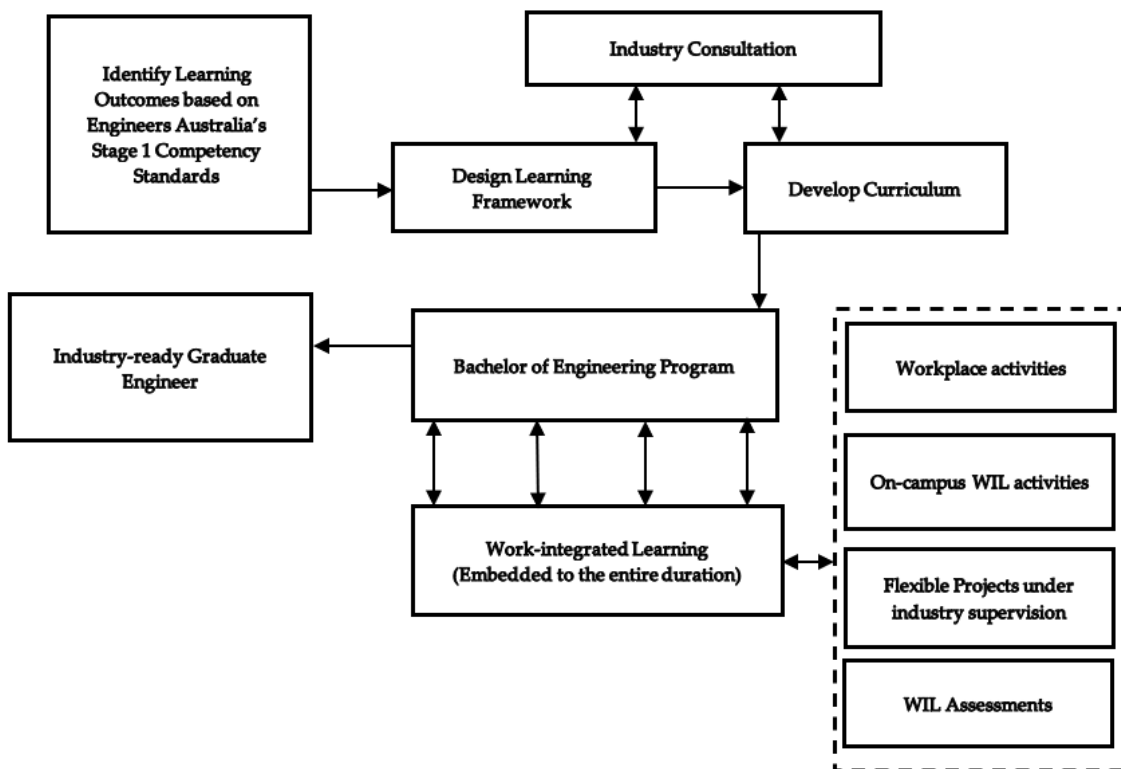 Identify Learning
Outcomes based on
Engineers Australia's
Stage 1 Competency
Standards
Industry Consultation
Design Learning
Framework
Develop Curriculum
Industry-ready Graduate
Engineer
Bachelor of Engineering Program
Work-integrated Learning
(Embedded to the entire duration)
Workplace activities
On-campus WIL activities
Flexible Projects under
industry supervision
WIL Assessments